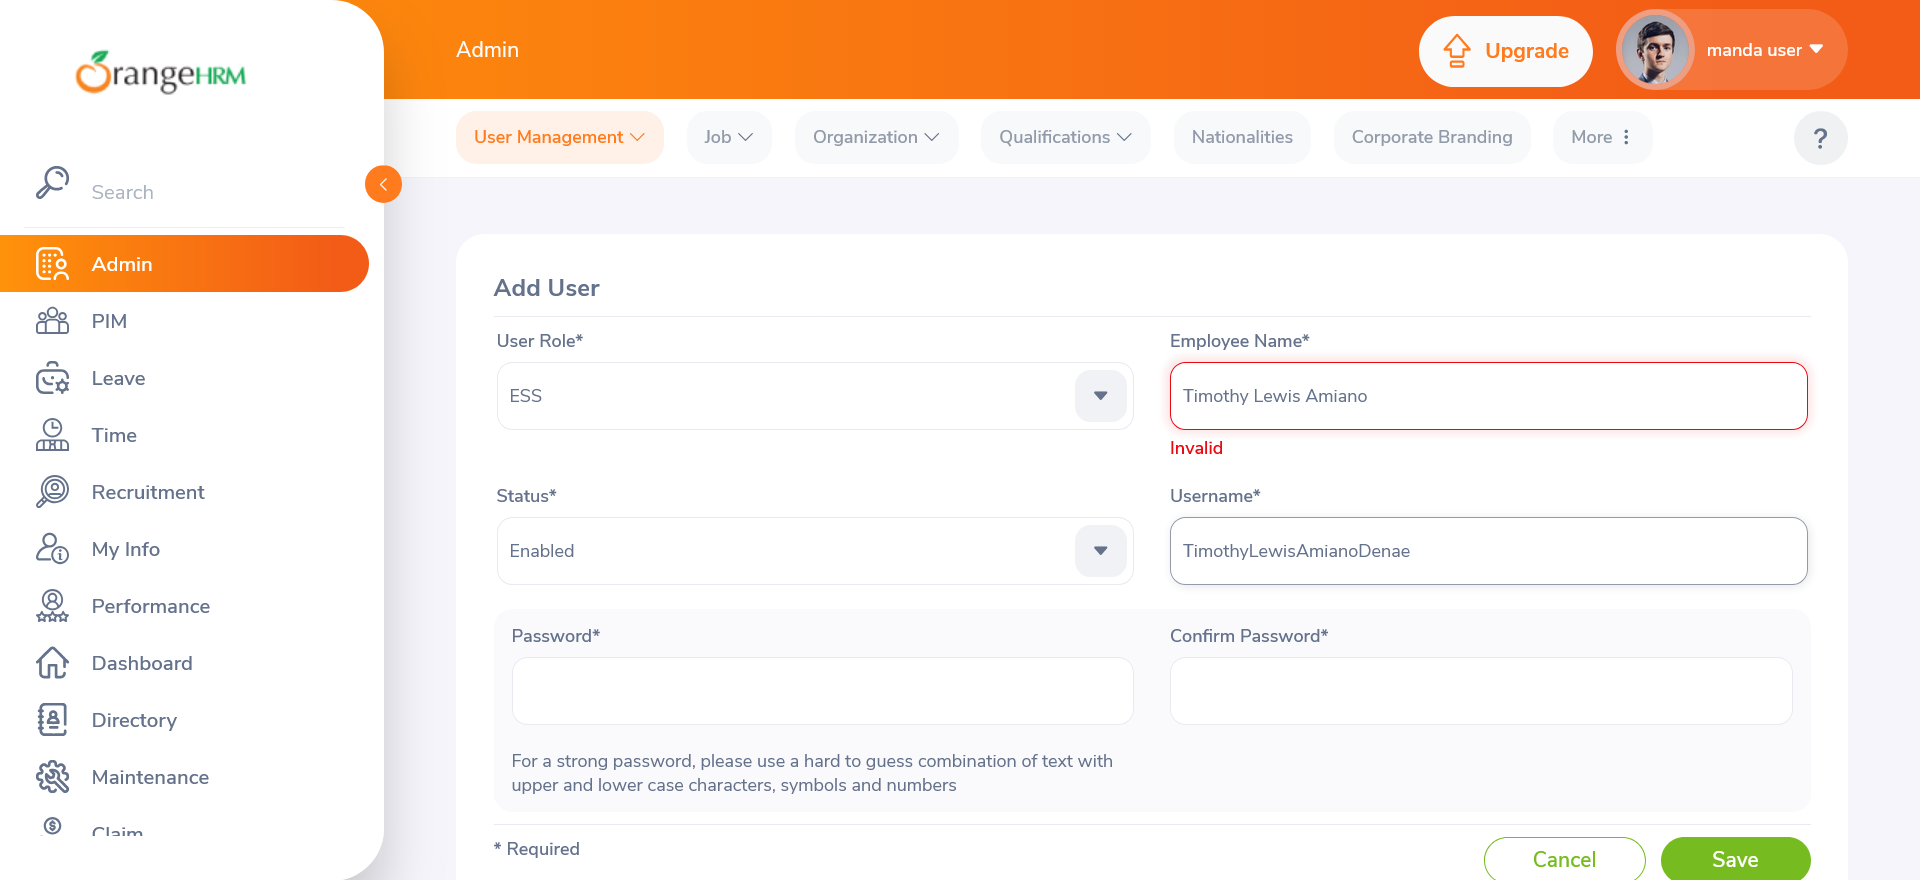 OrangeHRM
Search
Admin
PIM
Leave
Time
Recruitment
My Info
Performance
Dashboard
Directory
Maintenance
Claim
Admin
Upgrade
manda user
User Management
Job
Organization
Qualifications
Nationalities
Corporate Branding
More
?
Add User
User Role*
ESS
Employee Name*
Timothy Lewis Amiano
Invalid
Status*
Enabled
Username*
TimothyLewisAmianoDenae
Password*
Confirm Password*
For a strong password, please use a hard to guess combination of text with
upper and lower case characters, symbols and numbers
* Required
Cancel
Save